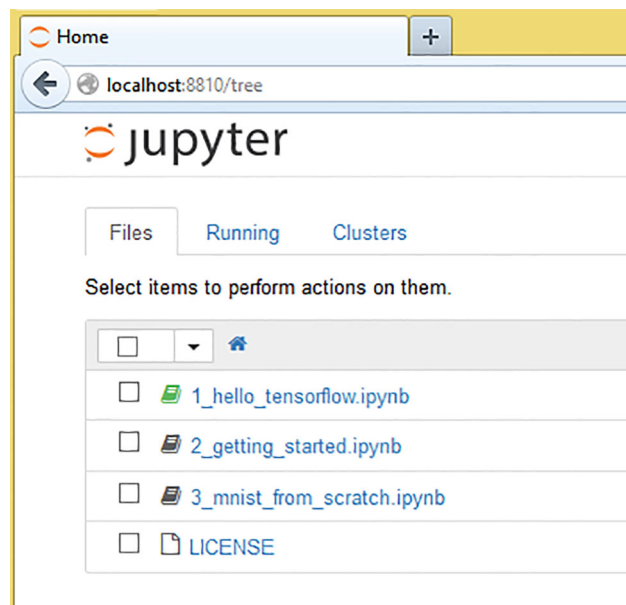 Home
+
localhost:8810/tree
jupyter
Files Running Clusters
Select items to perform actions on them.
1_hello_tensorflow.ipynb
2_getting_started.ipynb
3_mnist_from_scratch.ipynb
LICENSE